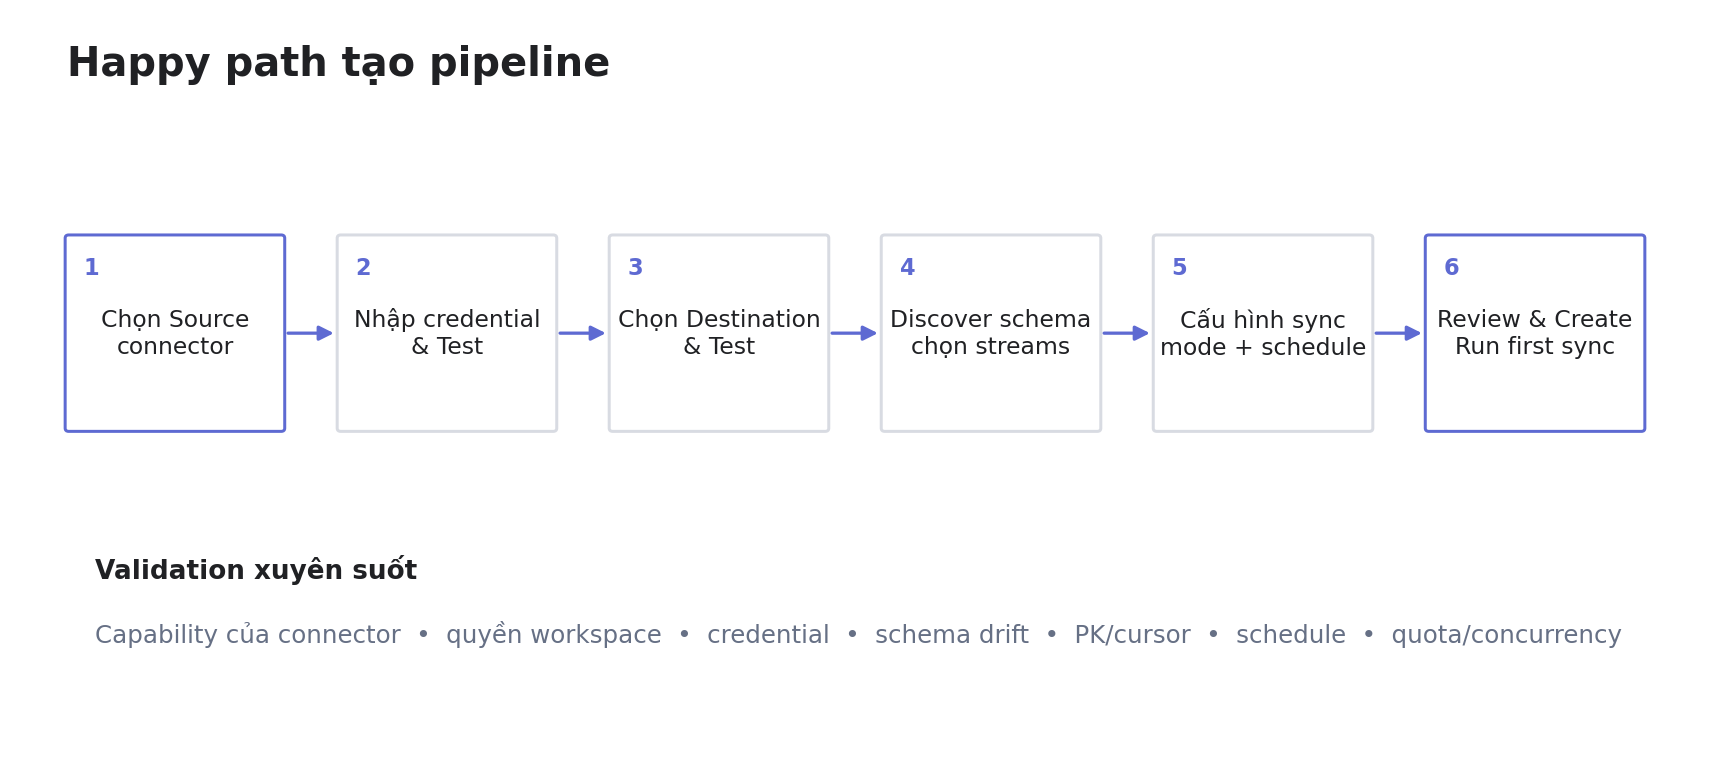 Happy path tạo pipeline
1
Chọn Source
connector
2
Nhập credential
& Test
3
Chọn Destination
& Test
4
Discover schema
chọn streams
5
Cấu hình sync
mode + schedule
6
Review & Create
Run first sync
Validation xuyên suốt
Capability của connector • quyền workspace • credential • schema drift • PK/cursor • schedule • quota/concurrency